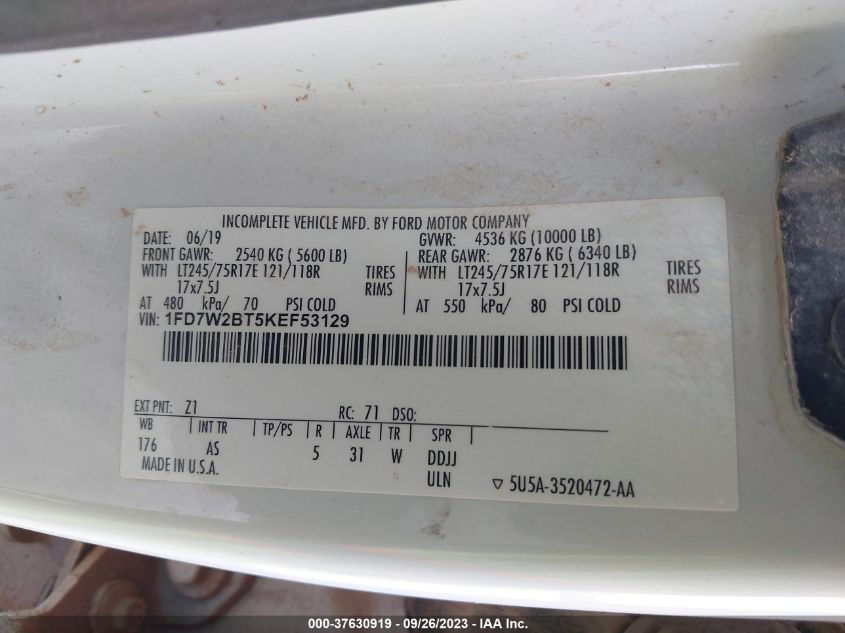 INCOMPLETE VEHICLE MFD. BY FORD MOTOR COMPANY
DATE: 06/19 GVWR: 4536 KG (10000 LB)
FRONT GAWR: 2540 KG ( 5600 LB) REAR GAWR: 2876 KG ( 6340 LB)
WITH LT245/75R17E 121/118R TIRES WITH LT245/75R17E 121/118R TIRES
17x7.5J RIMS 17x7.5J RIMS
AT 480 kPa/ 70 PSI COLD AT 550 kPa/ 80 PSI COLD
VIN: 1FD7W2BT5KEF53129
EXT PNT: Z1 RC: 71 DSO:
WB INT TR TP/PS R AXLE TR SPR
176 AS 5 31 W DDJJ
MADE IN U.S.A. ULN ▽ 5U5A-3520472-AA
000-37630919 - 09/26/2023 - IAA Inc.